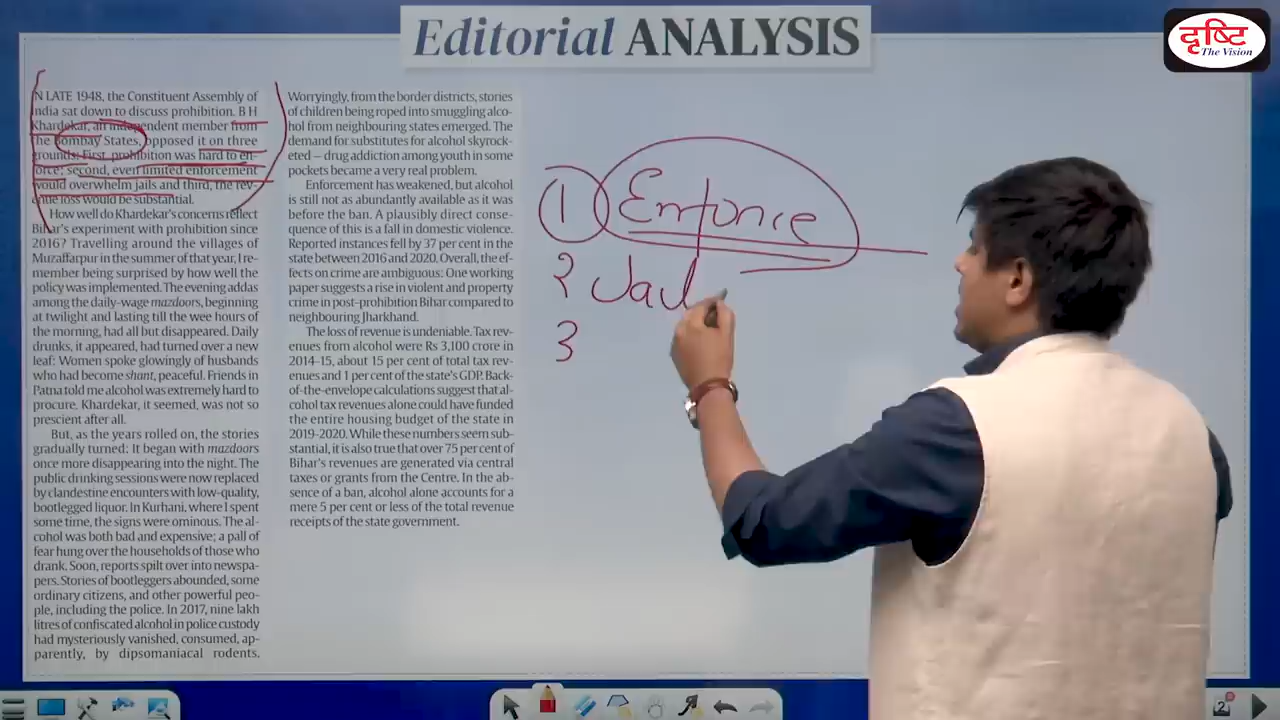 Editorial ANALYSIS
दृष्टि
The Vision
N LATE 1948, the Constituent Assembly of
India sat down to discuss prohibition. B H
Khardekar, an independent member from
the Bombay States, opposed it on three
grounds: First, prohibition was hard to en-
force; second, even limited enforcement
would overwhelm jails and third, the rev-
enue loss would be substantial.
How well do Khardekar's concerns reflect
Bihar's experience with prohibition since
2016? Travelling around the villages of
Muzaffarpur in the summer of that year, I re-
member being surprised by how well the
policy was implemented. The evening addas
among the daily-wage mazdoors, beginning
at twilight and lasting till the wee hours of
the morning, had all but disappeared. Daily
drunks, it appeared, had turned over a new
leaf: Women spoke glowingly of husbands
who had become shant, peaceful. Friends in
Patna told me alcohol was extremely hard to
procure. Khardekar, it seemed, was not so
prescient after all.
But, as the years rolled on, the stories
gradually turned: It began with mazdoors
once more disappearing into the night. The
public drinking sessions were now replaced
by clandestine encounters with low-quality,
bootlegged liquor. In Kurhani, where I spent
some time, the signs were ominous. The al-
cohol was both bad and expensive; a pall of
fear hung over the households of those who
drank. Soon, reports spilt over into newspa-
pers. Stories of bootleggers abounded, some
ordinary citizens, and other powerful peo-
ple, including the police. In 2017, nine lakh
litres of confiscated alcohol in police custody
had mysteriously vanished, consumed, ap-
parently, by dipsomaniacal rodents.
Worryingly, from the border districts, stories
of children being roped into smuggling alco-
hol from neighbouring states emerged. The
demand for substitutes for alcohol skyrock-
eted — drug addiction among youth in some
pockets became a very real problem.
Enforcement has weakened, but alcohol
is still not as abundantly available as it was
before the ban. A plausibly direct conse-
quence of this is a fall in domestic violence.
Reported instances fell by 37 per cent in the
state between 2016 and 2020. Overall, the ef-
fects on crime are ambiguous: One working
paper suggests a rise in violent and property
crime in post-prohibition Bihar compared to
neighbouring Jharkhand.
The loss of revenue is undeniable. Tax rev-
enues from alcohol were Rs 3,100 crore in
2014-15, about 15 per cent of total tax rev-
enues and 1 per cent of the state's GDP. Back-
of-the-envelope calculations suggest that al-
cohol tax revenues alone could have funded
the entire housing budget of the state in
2019-2020. While these numbers seem sub-
stantial, it is also true that over 75 per cent of
Bihar's revenues are generated via central
taxes or grants from the Centre. In the ab-
sence of a ban, alcohol alone accounts for a
mere 5 per cent or less of the total revenue
receipts of the state government.
1 Enforce
2 Jail
3
2